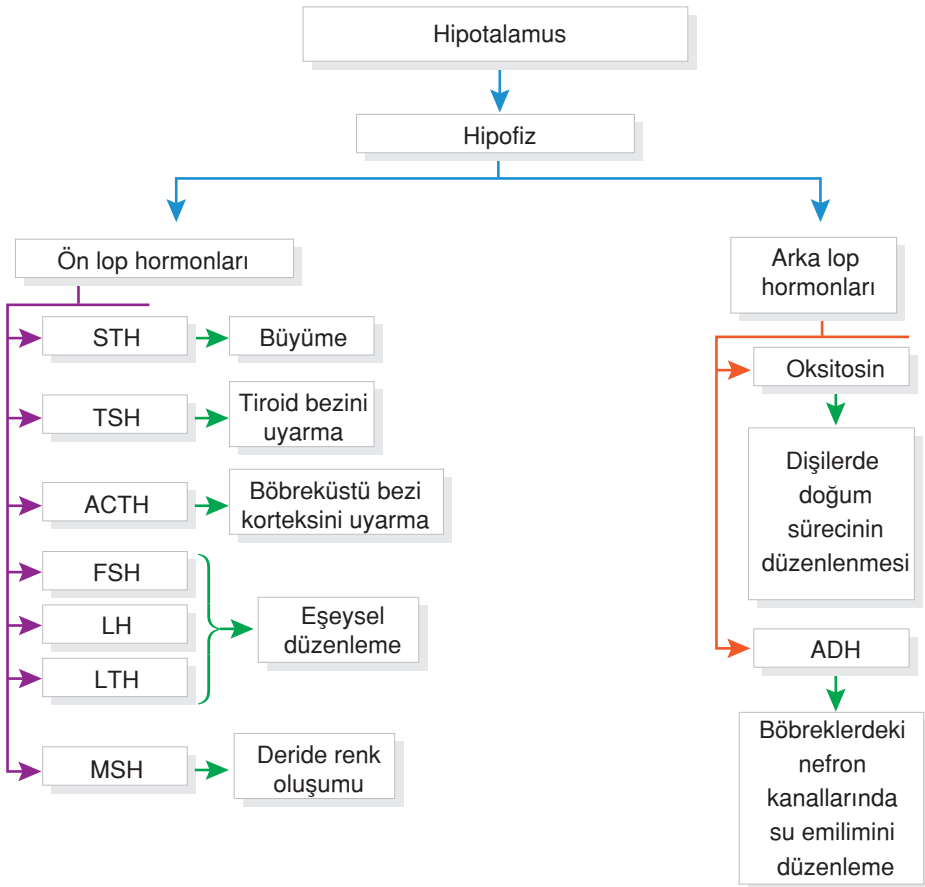 Hipotalamus
Hipofiz
Ön lop hormonları
STH
Büyüme
TSH
Tiroid bezini
uyarma
ACTH
Böbreküstü bezi
korteksini uyarma
FSH
LH
LTH
Eşeysel
düzenleme
MSH
Deride renk
oluşumu
Arka lop
hormonları
Oksitosin
Dişilerde
doğum
sürecinin
düzenlenmesi
ADH
Böbreklerdeki
nefron
kanallarında
su emilimini
düzenleme